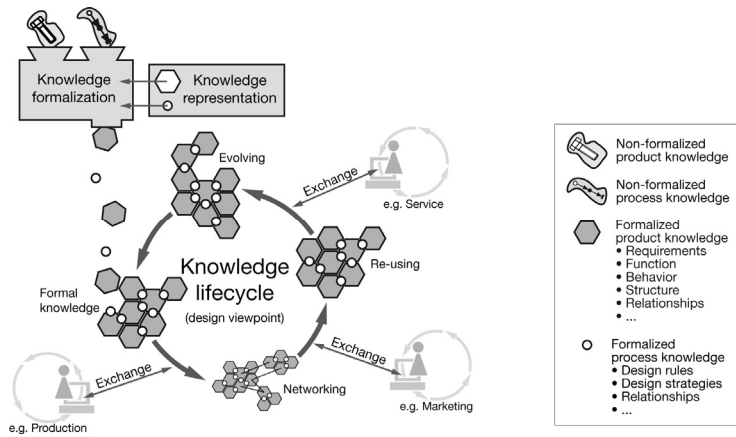 Knowledge
formalization
Knowledge
representation
Evolving
Exchange
e.g. Service
Knowledge
lifecycle
(design viewpoint)
Re-using
Formal
knowledge
Exchange
Networking
Exchange
e.g. Production
e.g. Marketing
Non-formalized
product knowledge
Non-formalized
process knowledge
Formalized
product knowledge
• Requirements
• Function
• Behavior
• Structure
• Relationships
• ...
Formalized
process knowledge
• Design rules
• Design strategies
• Relationships
• ...